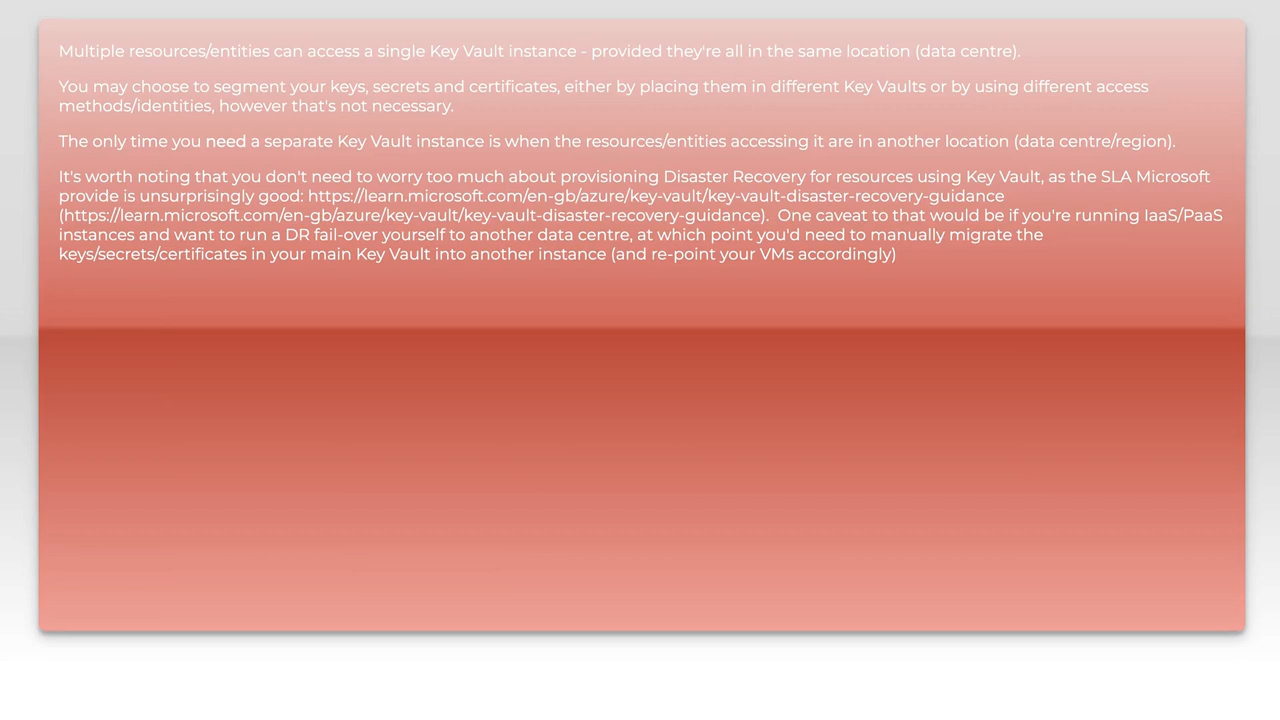 Multiple resources/entities can access a single Key Vault instance - provided they're all in the same location (data centre).
You may choose to segment your keys, secrets and certificates, either by placing them in different Key Vaults or by using different access
methods/identities, however that's not necessary.
The only time you need a separate Key Vault instance is when the resources/entities accessing it are in another location (data centre/region).
It's worth noting that you don't need to worry too much about provisioning Disaster Recovery for resources using Key Vault, as the SLA Microsoft
provide is unsurprisingly good: https://learn.microsoft.com/en-gb/azure/key-vault/key-vault-disaster-recovery-guidance
(https://learn.microsoft.com/en-gb/azure/key-vault/key-vault-disaster-recovery-guidance).  One caveat to that would be if you're running IaaS/PaaS
instances and want to run a DR fail-over yourself to another data centre, at which point you'd need to manually migrate the
keys/secrets/certificates in your main Key Vault into another instance (and re-point your VMs accordingly)